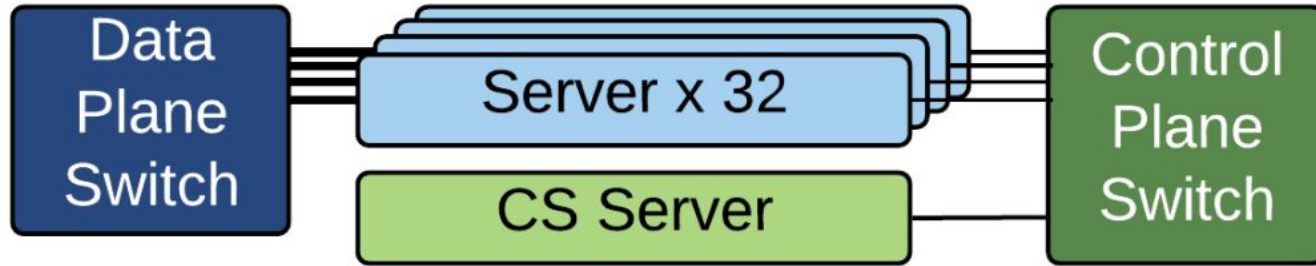 Data
Plane
Switch
Server x 32
CS Server
Control
Plane
Switch